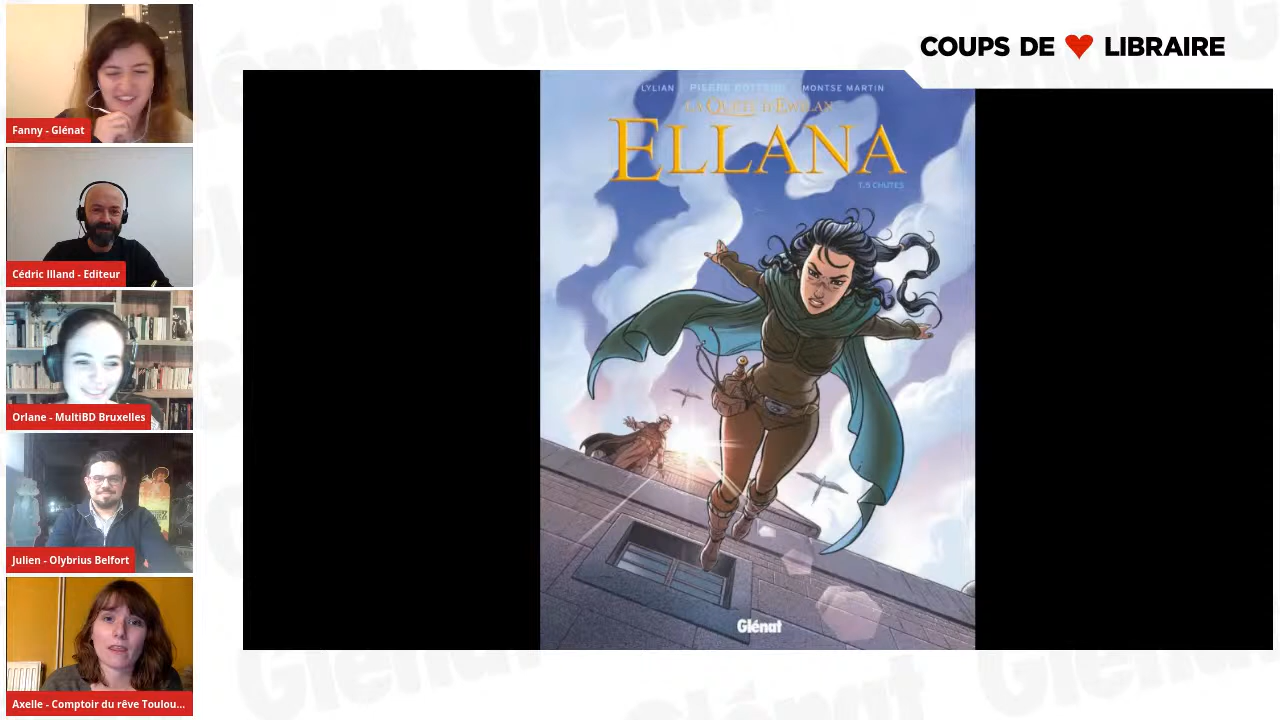 Fanny - Glénat
Cédric Illand - Editeur
Orlane - MultiBD Bruxelles
Julien - Olybrius Belfort
Axelle - Comptoir du rêve Toulou...
COUPS DE ❤ LIBRAIRE
LYLIAN PIERRE BOTTERO MONTSE MARTIN
LA QUÊTE D'EWILAN
ELLANA
T.5 CHUTES
Glénat